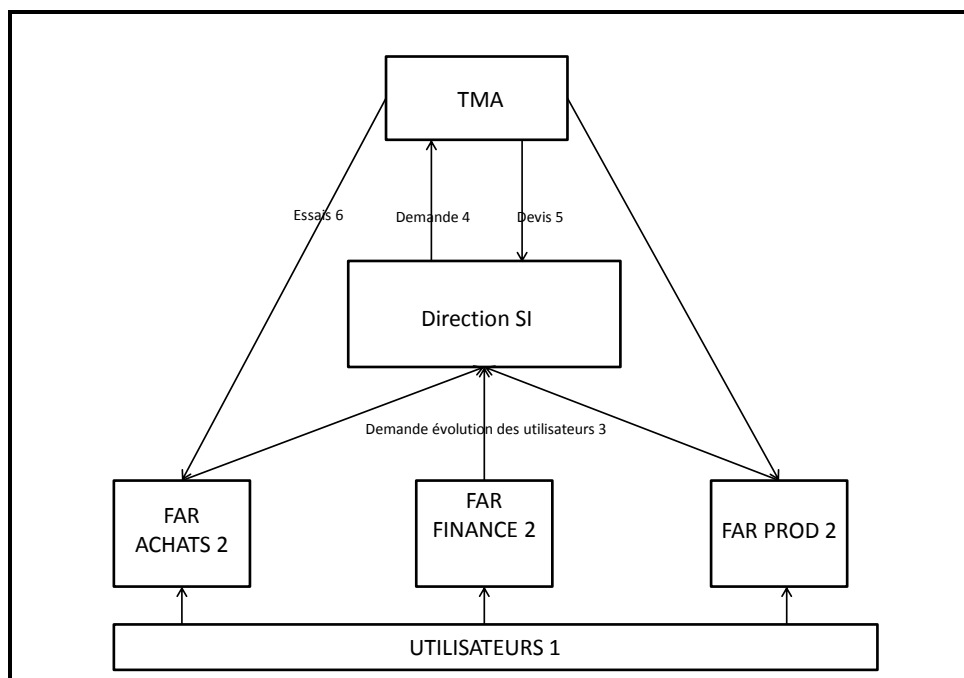 TMA
Essais 6
Demande 4
Devis 5
Direction SI
Demande évolution des utilisateurs 3
FAR
ACHATS 2
FAR
FINANCE 2
FAR PROD 2
UTILISATEURS 1